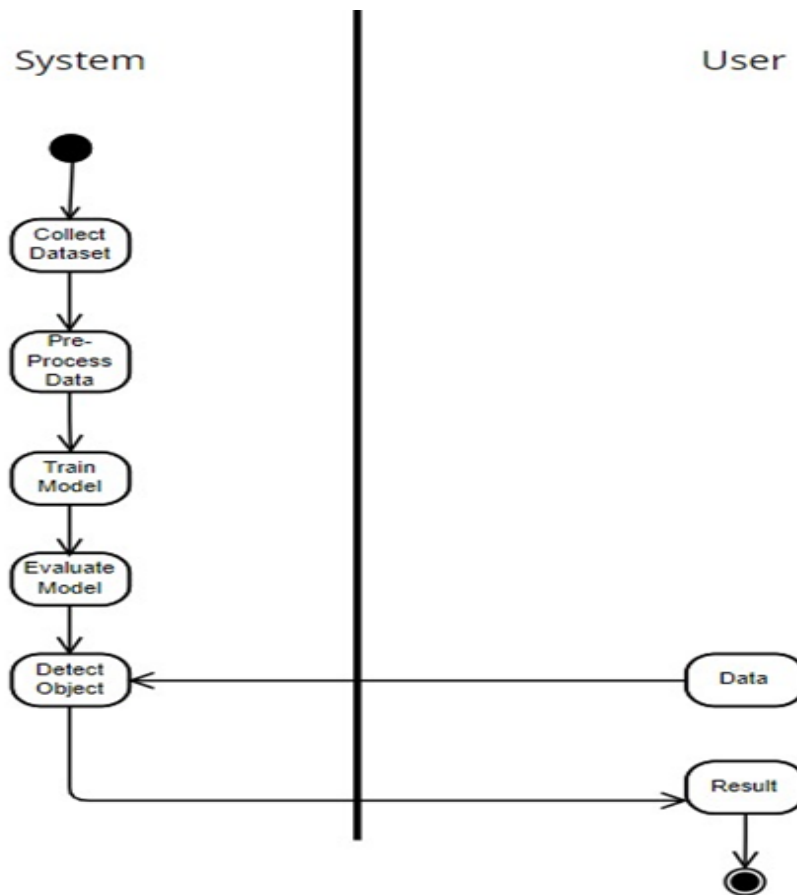 System
User
Collect
Dataset
Pre-
Process
Data
Train
Model
Evaluate
Model
Detect
Object
Data
Result